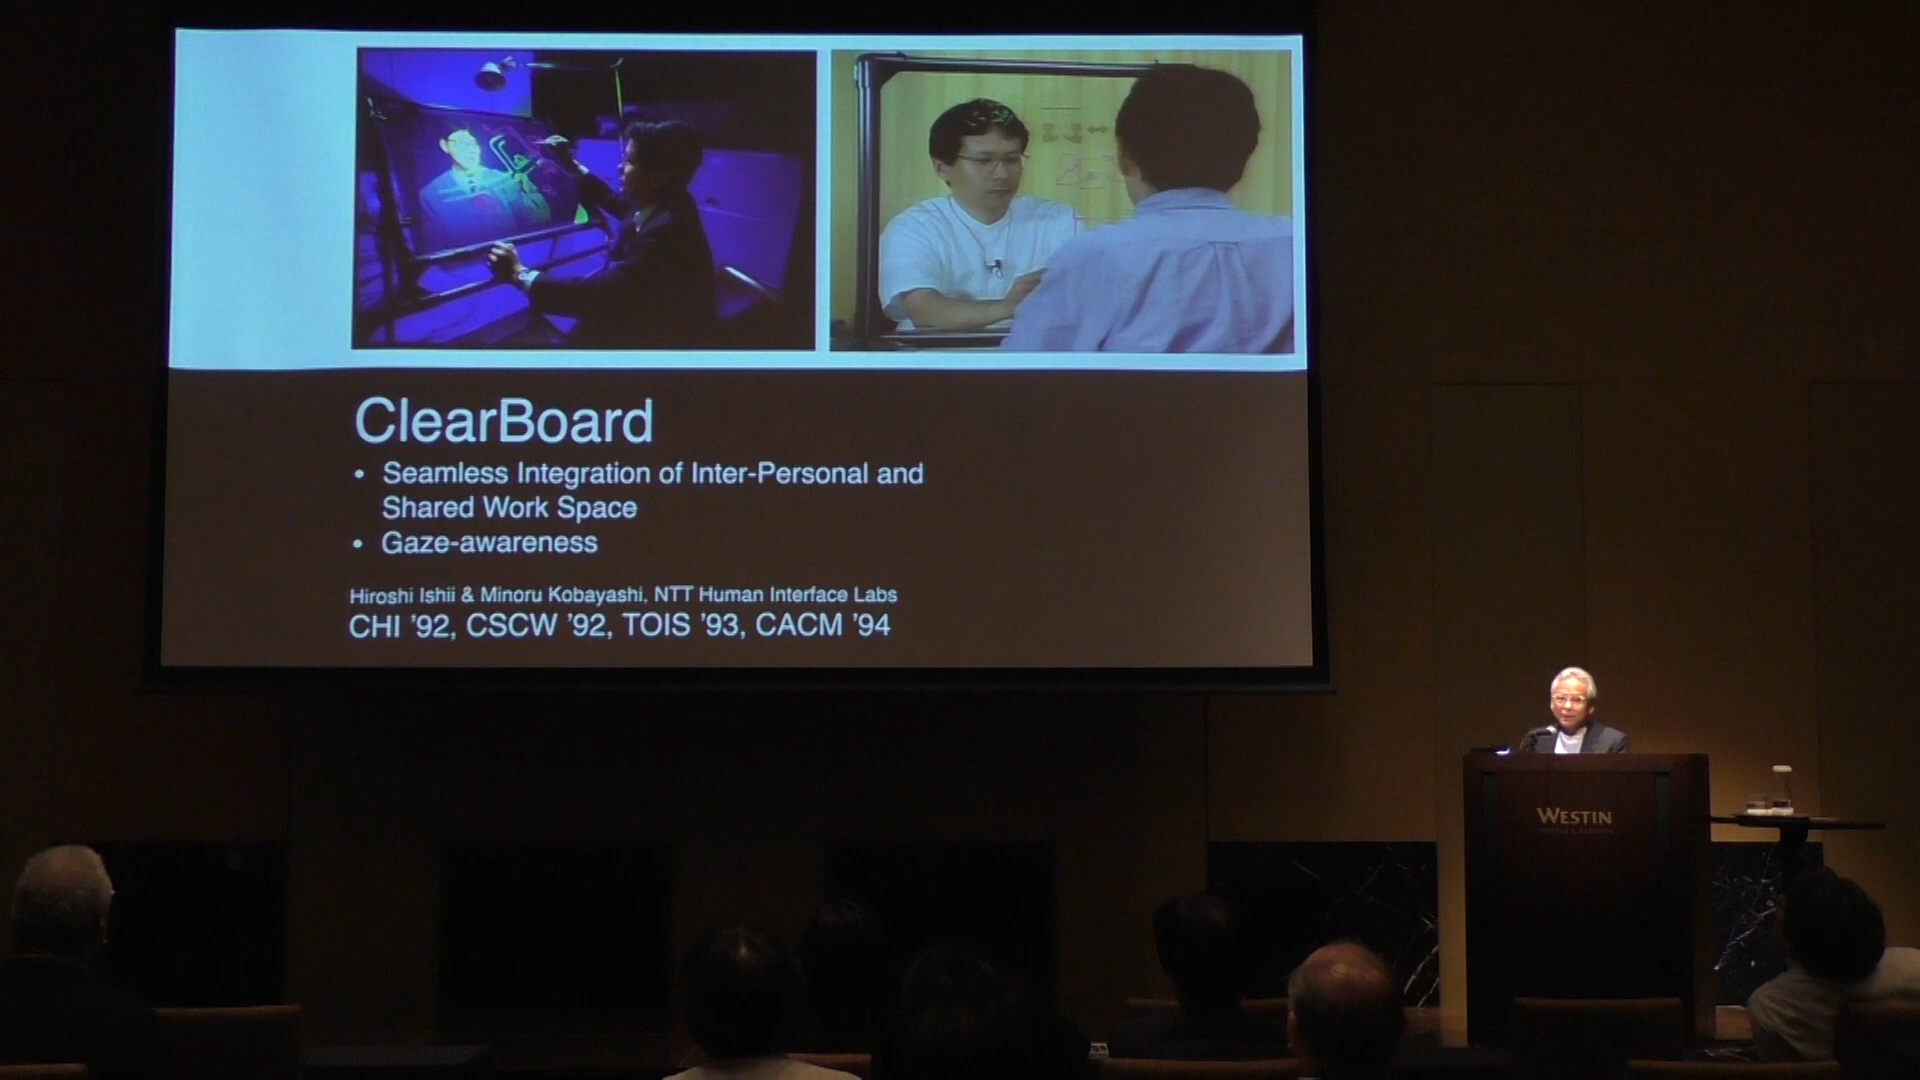 ClearBoard
• Seamless Integration of Inter-Personal and
Shared Work Space
• Gaze-awareness
Hiroshi Ishii & Minoru Kobayashi, NTT Human Interface Labs
CHI '92, CSCW '92, TOIS '93, CACM '94
WESTIN